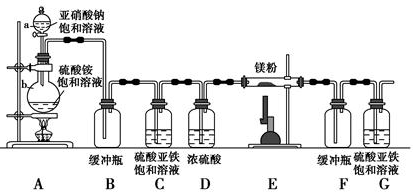 亚硝酸钠
饱和溶液
a
硫酸铵
饱和溶液
b
镁粉
缓冲瓶
硫酸亚铁
饱和溶液
浓硫酸
缓冲瓶
硫酸亚铁
饱和溶液
A B C D E F G